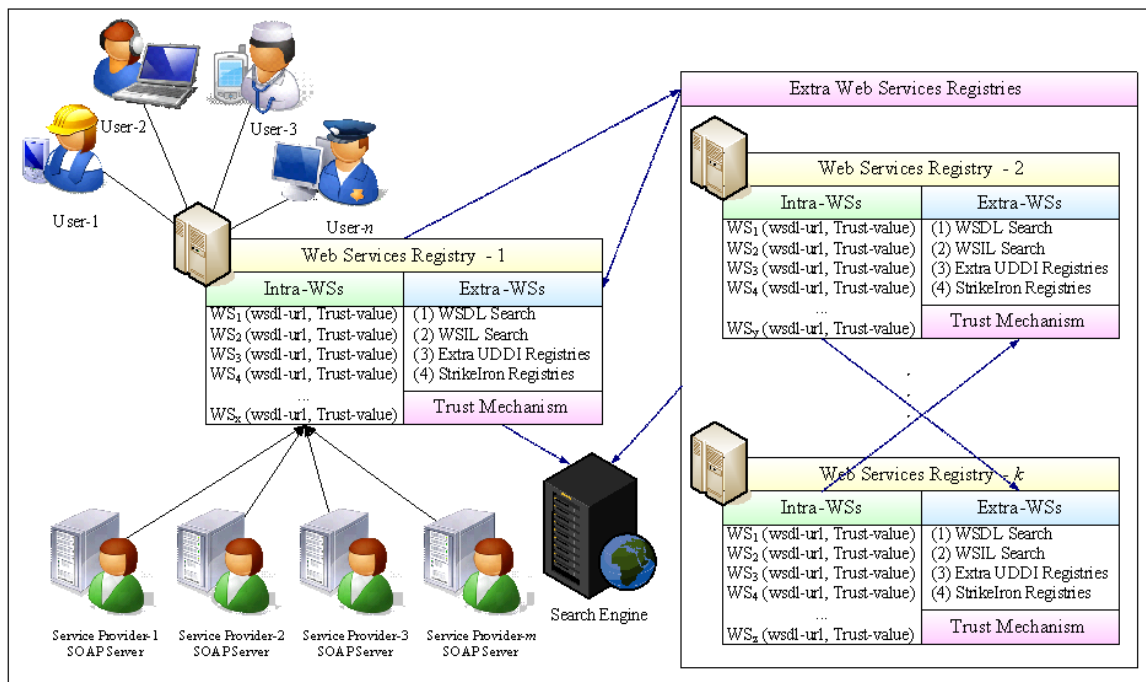 User-2
User-3
User-1
User-n
Web Services Registry - 1
Intra-WSs
Extra-WSs
WS1 (wsdl-url, Trust-value)
WS2 (wsdl-url, Trust-value)
WS3 (wsdl-url, Trust-value)
WS4 (wsdl-url, Trust-value)
...
WSx (wsdl-url, Trust-value)
(1) WSDL Search
(2) WSIL Search
(3) Extra UDDI Registries
(4) StrikeIron Registries
Trust Mechanism
Service Provider-1
SOAP Server
Service Provider-2
SOAP Server
Service Provider-3
SOAP Server
Service Provider-m
SOAP Server
Search Engine
Extra Web Services Registries
Web Services Registry - 2
Intra-WSs
Extra-WSs
WS1 (wsdl-url, Trust-value)
WS2 (wsdl-url, Trust-value)
WS3 (wsdl-url, Trust-value)
WS4 (wsdl-url, Trust-value)
...
WSy (wsdl-url, Trust-value)
(1) WSDL Search
(2) WSIL Search
(3) Extra UDDI Registries
(4) StrikeIron Registries
Trust Mechanism
Web Services Registry - k
Intra-WSs
Extra-WSs
WS1 (wsdl-url, Trust-value)
WS2 (wsdl-url, Trust-value)
WS3 (wsdl-url, Trust-value)
WS4 (wsdl-url, Trust-value)
...
WSz (wsdl-url, Trust-value)
(1) WSDL Search
(2) WSIL Search
(3) Extra UDDI Registries
(4) StrikeIron Registries
Trust Mechanism